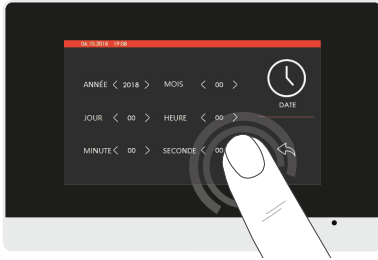 06.10.2018 19:08
ANNÉE < 2018 > MOIS < 00 >
DATE
JOUR < 00 > HEURE < 00 >
MINUTE < 00 > SECONDE < 00